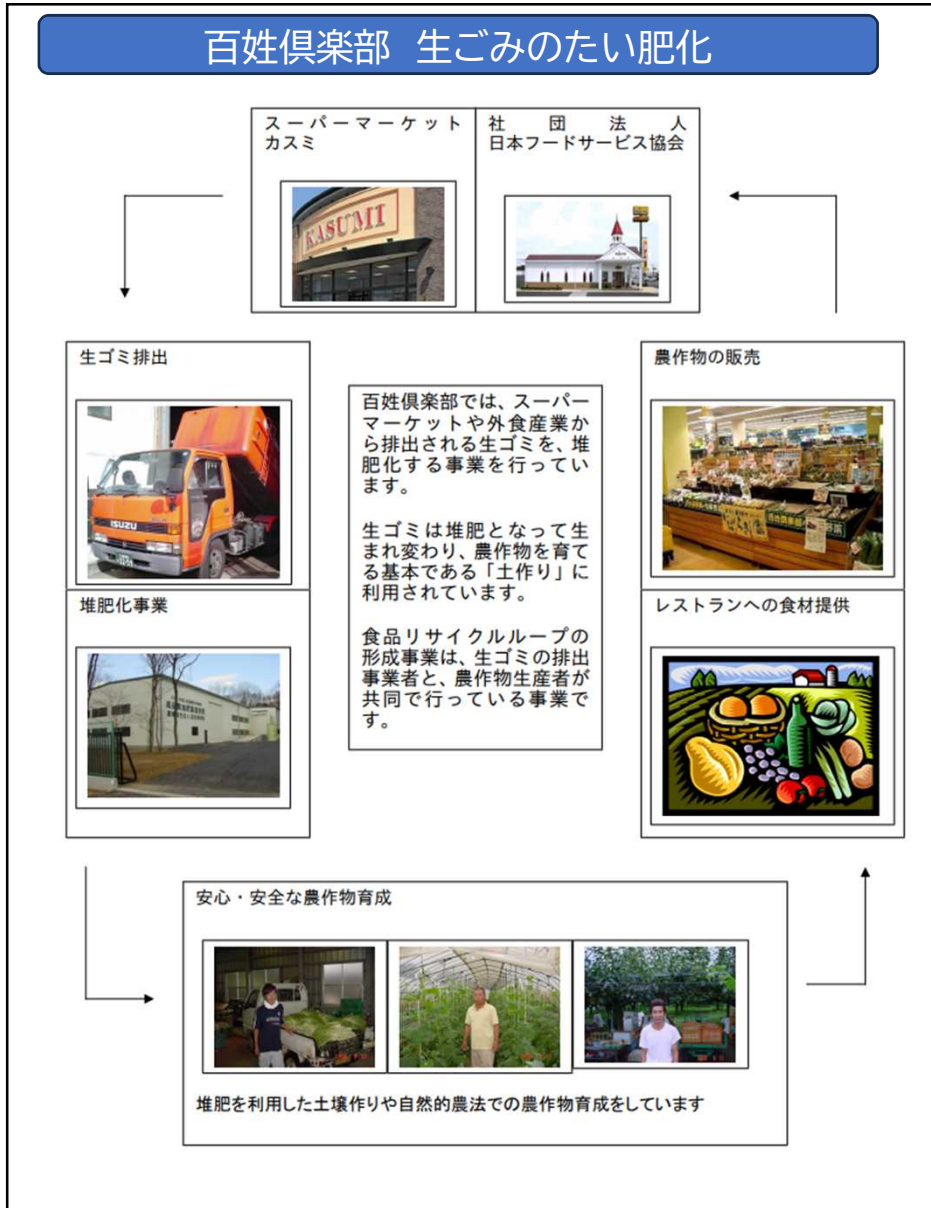 百姓倶楽部 生ごみのたい肥化
スーパーマーケット
カスミ
社団法人
日本フードサービス協会
KASUMI
生ゴミ排出
ISUZU
堆肥化事業
百姓倶楽部では、スーパー
マーケットや外食産業か
ら排出される生ゴミを、堆
肥化する事業を行ってい
ます。
生ゴミは堆肥となって生
まれ変わり、農作物を育て
る基本である「土作り」に
利用されています。
食品リサイクルループの
形成事業は、生ゴミの排出
事業者と、農作物生産者が
共同で行っている事業で
す。
農作物の販売
レストランへの食材提供
安心・安全な農作物育成
堆肥を利用した土壌作りや自然的農法での農作物育成をしています